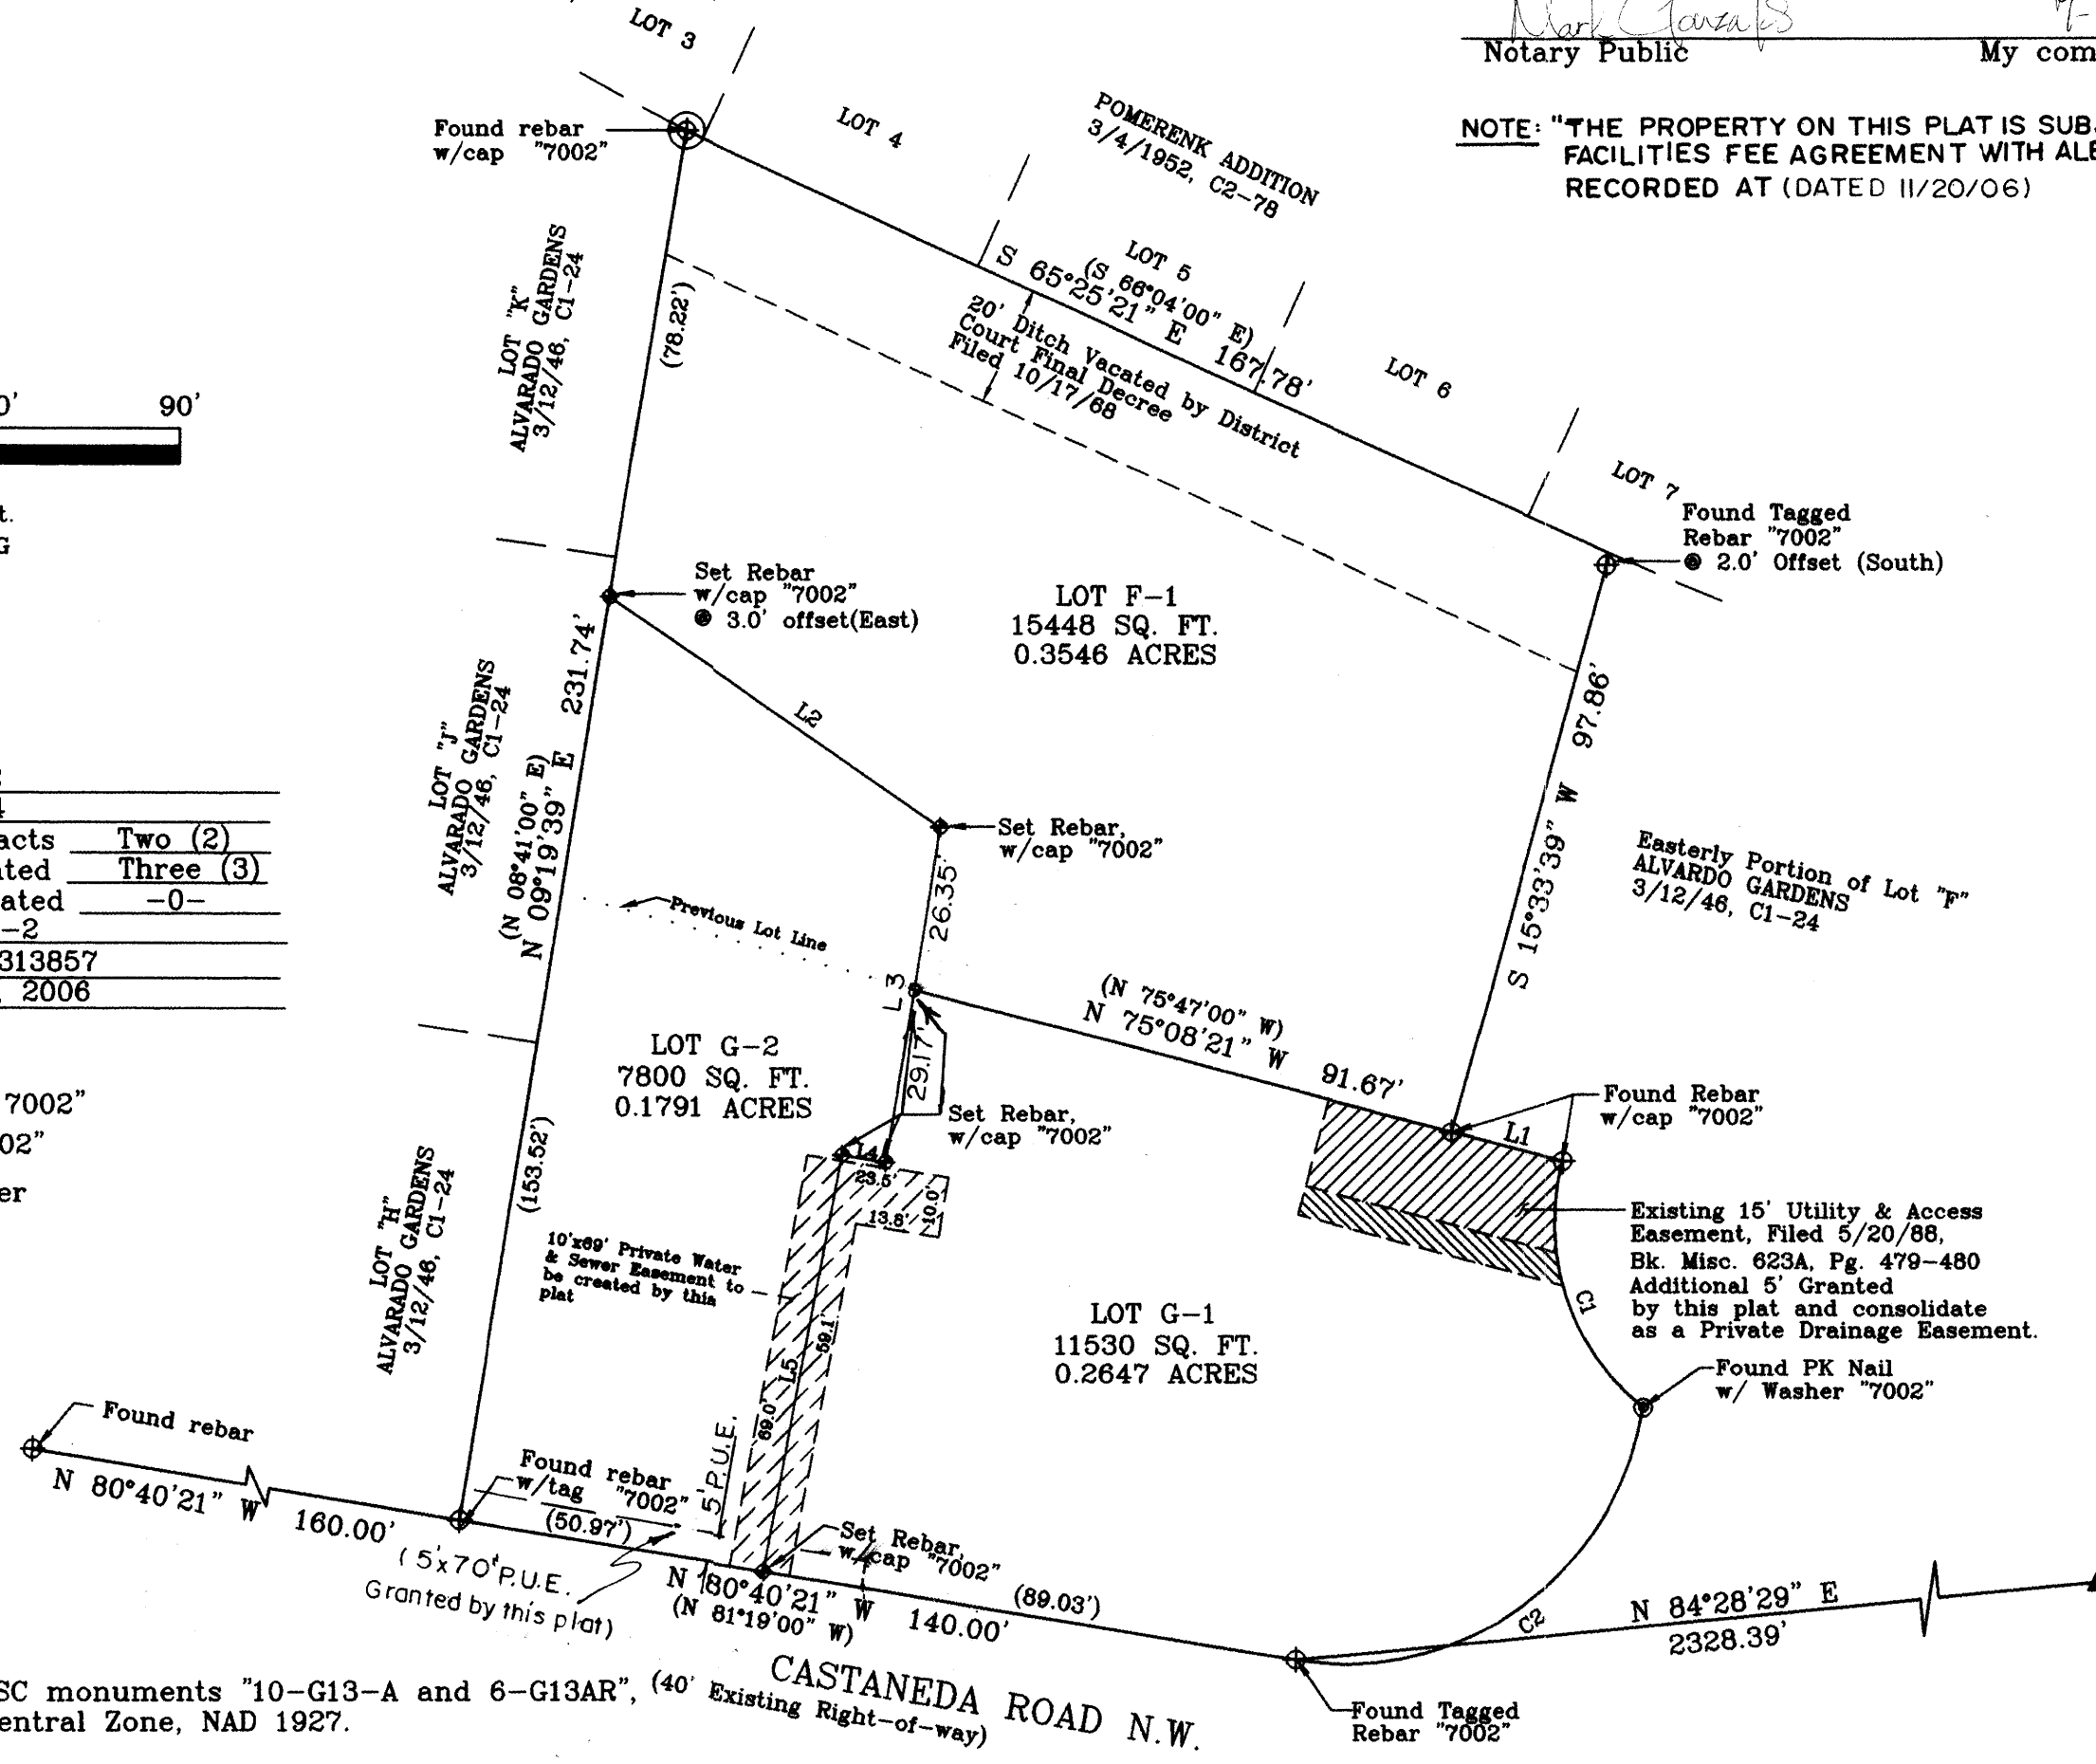 LOT 3
Mark Gonzales
7-
Notary Public
My com
Found rebar
w/cap "7002"
LOT 4
POMERENK ADDITION
3/4/1952, C2-78
NOTE: "THE PROPERTY ON THIS PLAT IS SUB
FACILITIES FEE AGREEMENT WITH ALB
RECORDED AT (DATED 11/20/06)
LOT "K"
ALVARADO GARDENS
3/12/46, C1-24
(78.22')
LOT 5
(S 66°04'00" E)
S 65°25'21" E 167.78'
20' Ditch Vacated by District
Court Final Decree
Filed 10/17/68
LOT 6
LOT 7
0'
90'
t.
G
Found Tagged
Rebar "7002"
@ 2.0' Offset (South)
Set Rebar
w/cap "7002"
@ 3.0' offset(East)
LOT F-1
15448 SQ. FT.
0.3546 ACRES
LOT "J"
ALVARADO GARDENS
3/12/46, C1-24
(N 08°41'00" E)
N 09°19'39" E 231.74'
L2
S 15°33'39" W 97.86'
acts Two (2)
ated Three (3)
ated -0-
-2
313857
, 2006
Set Rebar,
w/cap "7002"
26.35'
Easterly Portion of Lot "F"
ALVARDO GARDENS
3/12/46, C1-24
Previous Lot Line
L3
(N 75°47'00" W)
N 75°08'21" W 91.67'
LOT G-2
7800 SQ. FT.
0.1791 ACRES
29.17'
Set Rebar,
w/cap "7002"
Found Rebar
w/cap "7002"
L1
7002"
02"
er
(153.52')
L4
23.5'
13.8'
10.0'
LOT "H"
ALVARADO GARDENS
3/12/46, C1-24
10'x69' Private Water
& Sewer Easement to
be created by this
plat
Existing 15' Utility & Access
Easement, Filed 5/20/88,
Bk. Misc. 623A, Pg. 479-480
Additional 5' Granted
by this plat and consolidate
as a Private Drainage Easement.
C1
LOT G-1
11530 SQ. FT.
0.2647 ACRES
59.1'
L5
69.0'
Found PK Nail
w/ Washer "7002"
Found rebar
N 80°40'21" W 160.00'
Found rebar
w/tag "7002"
(50.97')
5' P.U.E.
(5'x70' P.U.E.
Granted by this plat)
Set Rebar,
w/cap "7002"
N 80°40'21" W 140.00'
(N 81°19'00" W)
(89.03')
C2
N 84°28'29" E
2328.39'
SC monuments "10-G13-A and 6-G13AR",
entral Zone, NAD 1927.
CASTANEDA ROAD N.W.
(40' Existing Right-of-way)
Found Tagged
Rebar "7002"